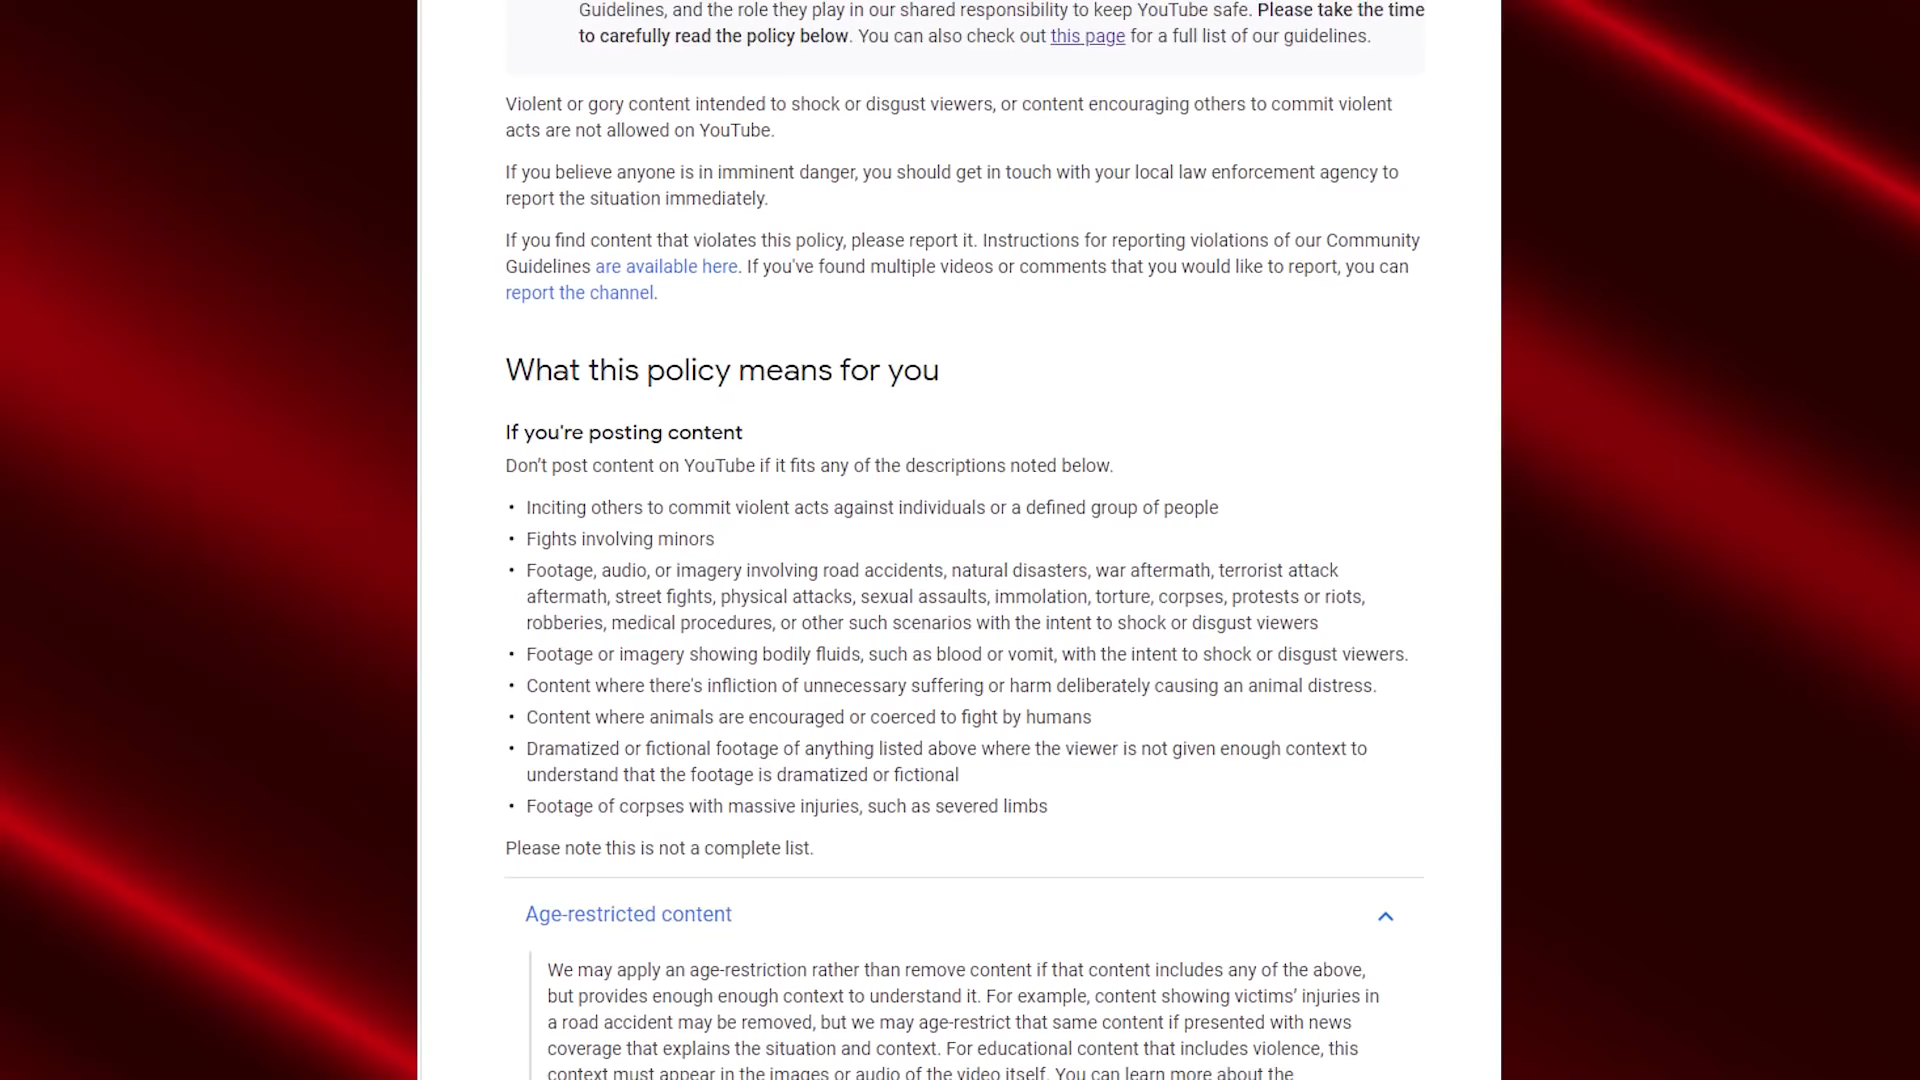 Guidelines, and the role they play in our shared responsibility to keep YouTube safe. Please take the time
to carefully read the policy below. You can also check out this page for a full list of our guidelines.
Violent or gory content intended to shock or disgust viewers, or content encouraging others to commit violent
acts are not allowed on YouTube.
If you believe anyone is in imminent danger, you should get in touch with your local law enforcement agency to
report the situation immediately.
If you find content that violates this policy, please report it. Instructions for reporting violations of our Community
Guidelines are available here. If you've found multiple videos or comments that you would like to report, you can
report the channel.
What this policy means for you
If you're posting content
Don't post content on YouTube if it fits any of the descriptions noted below.
• Inciting others to commit violent acts against individuals or a defined group of people
• Fights involving minors
• Footage, audio, or imagery involving road accidents, natural disasters, war aftermath, terrorist attack
aftermath, street fights, physical attacks, sexual assaults, immolation, torture, corpses, protests or riots,
robberies, medical procedures, or other such scenarios with the intent to shock or disgust viewers
• Footage or imagery showing bodily fluids, such as blood or vomit, with the intent to shock or disgust viewers.
• Content where there's infliction of unnecessary suffering or harm deliberately causing an animal distress.
• Content where animals are encouraged or coerced to fight by humans
• Dramatized or fictional footage of anything listed above where the viewer is not given enough context to
understand that the footage is dramatized or fictional
• Footage of corpses with massive injuries, such as severed limbs
Please note this is not a complete list.
Age-restricted content
We may apply an age-restriction rather than remove content if that content includes any of the above,
but provides enough enough context to understand it. For example, content showing victims' injuries in
a road accident may be removed, but we may age-restrict that same content if presented with news
coverage that explains the situation and context. For educational content that includes violence, this
context must appear in the images or audio of the video itself. You can learn more about the